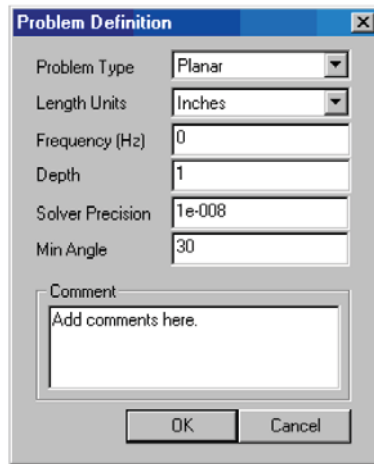 Problem Definition
Problem Type Planar
Length Units Inches
Frequency (Hz) 0
Depth 1
Solver Precision 1e-008
Min Angle 30
Comment
Add comments here.
OK Cancel